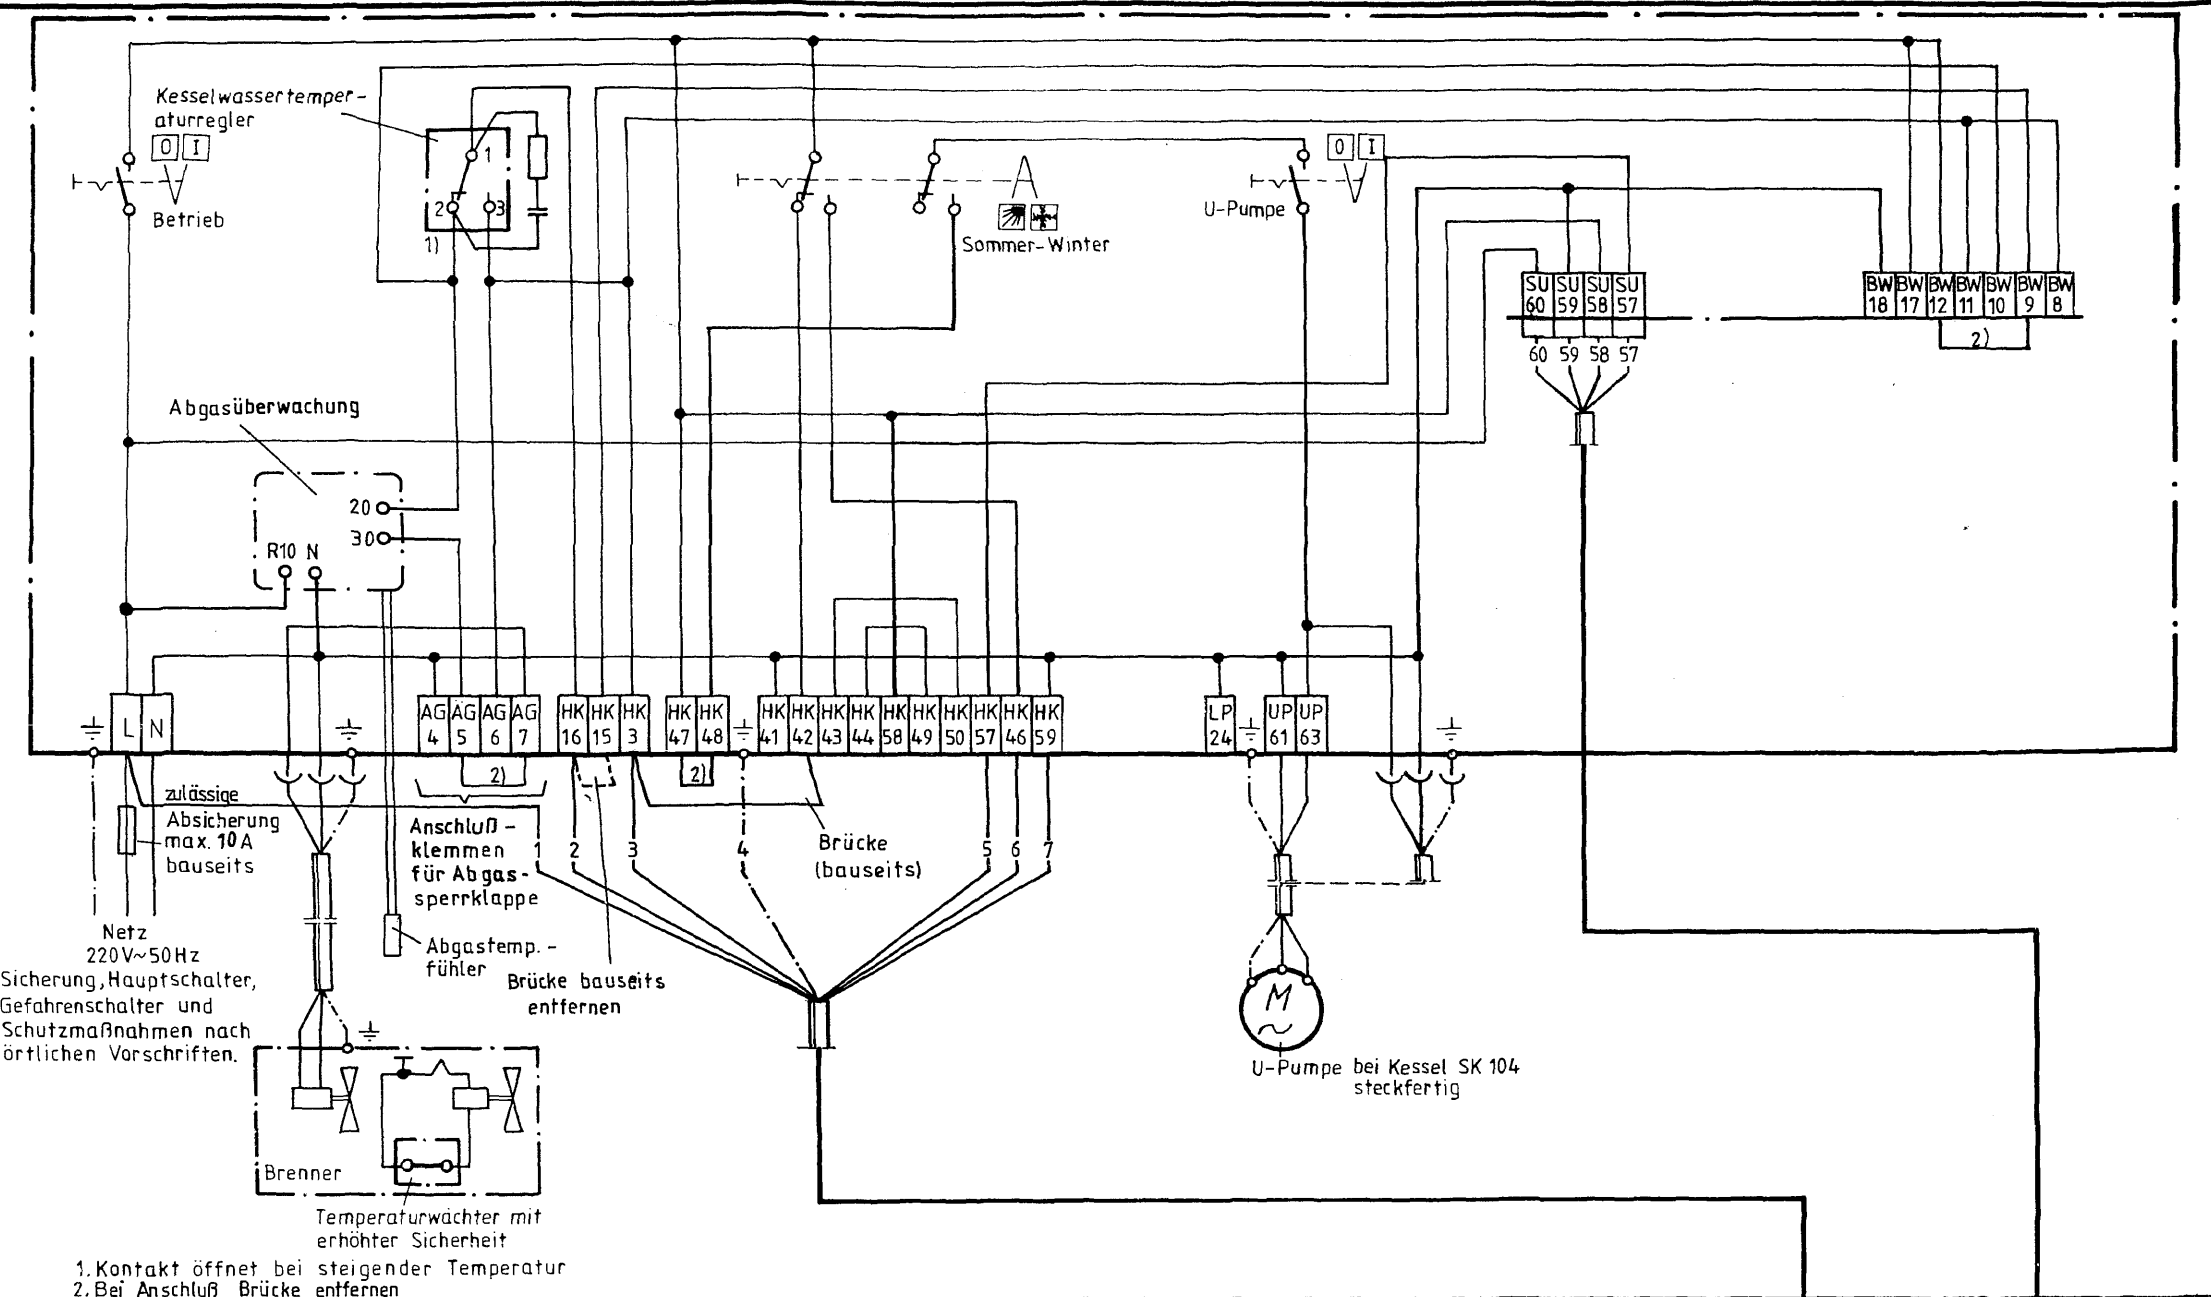 Kesselwassertemper-
aturregler
O I
Betrieb
1
2
3
1)
Sommer-Winter
O I
U-Pumpe
SU 60
SU 59
SU 58
SU 57
60 59 58 57
BW 18
BW 17
BW 12
BW 11
BW 10
BW 9
BW 8
2)
Abgasüberwachung
20
30
R10 N
L N
AG 4
AG 5
AG 6
AG 7
HK 16
HK 15
HK 3
HK 47
HK 48
HK 41
HK 42
HK 43
HK 44
HK 58
HK 49
HK 50
HK 57
HK 46
HK 59
LP 24
UP 61
UP 63
2)
2)
zulässige
Absicherung
max. 10A
bauseits
Anschluß-
klemmen
für Abgas-
sperrklappe
1 2 3 4 5 6 7
Brücke
(bauseits)
Netz
220V~50Hz
Sicherung, Hauptschalter,
Gefahrenschalter und
Schutzmaßnahmen nach
örtlichen Vorschriften.
Abgastemp.-
fühler
Brücke bauseits
entfernen
M
~
U-Pumpe bei Kessel SK 104
steckfertig
Brenner
Temperaturwächter mit
erhöhter Sicherheit
1. Kontakt öffnet bei steigender Temperatur
2. Bei Anschluß Brücke entfernen